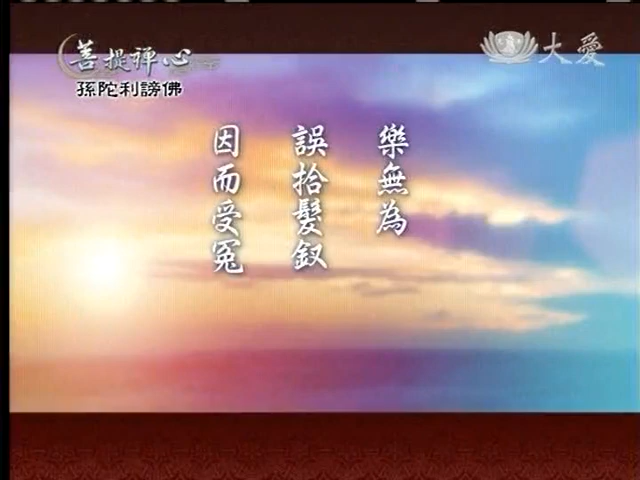 菩提禪心
孫陀利謗佛
大愛
樂無為
誤拾髮釵
因而受冤